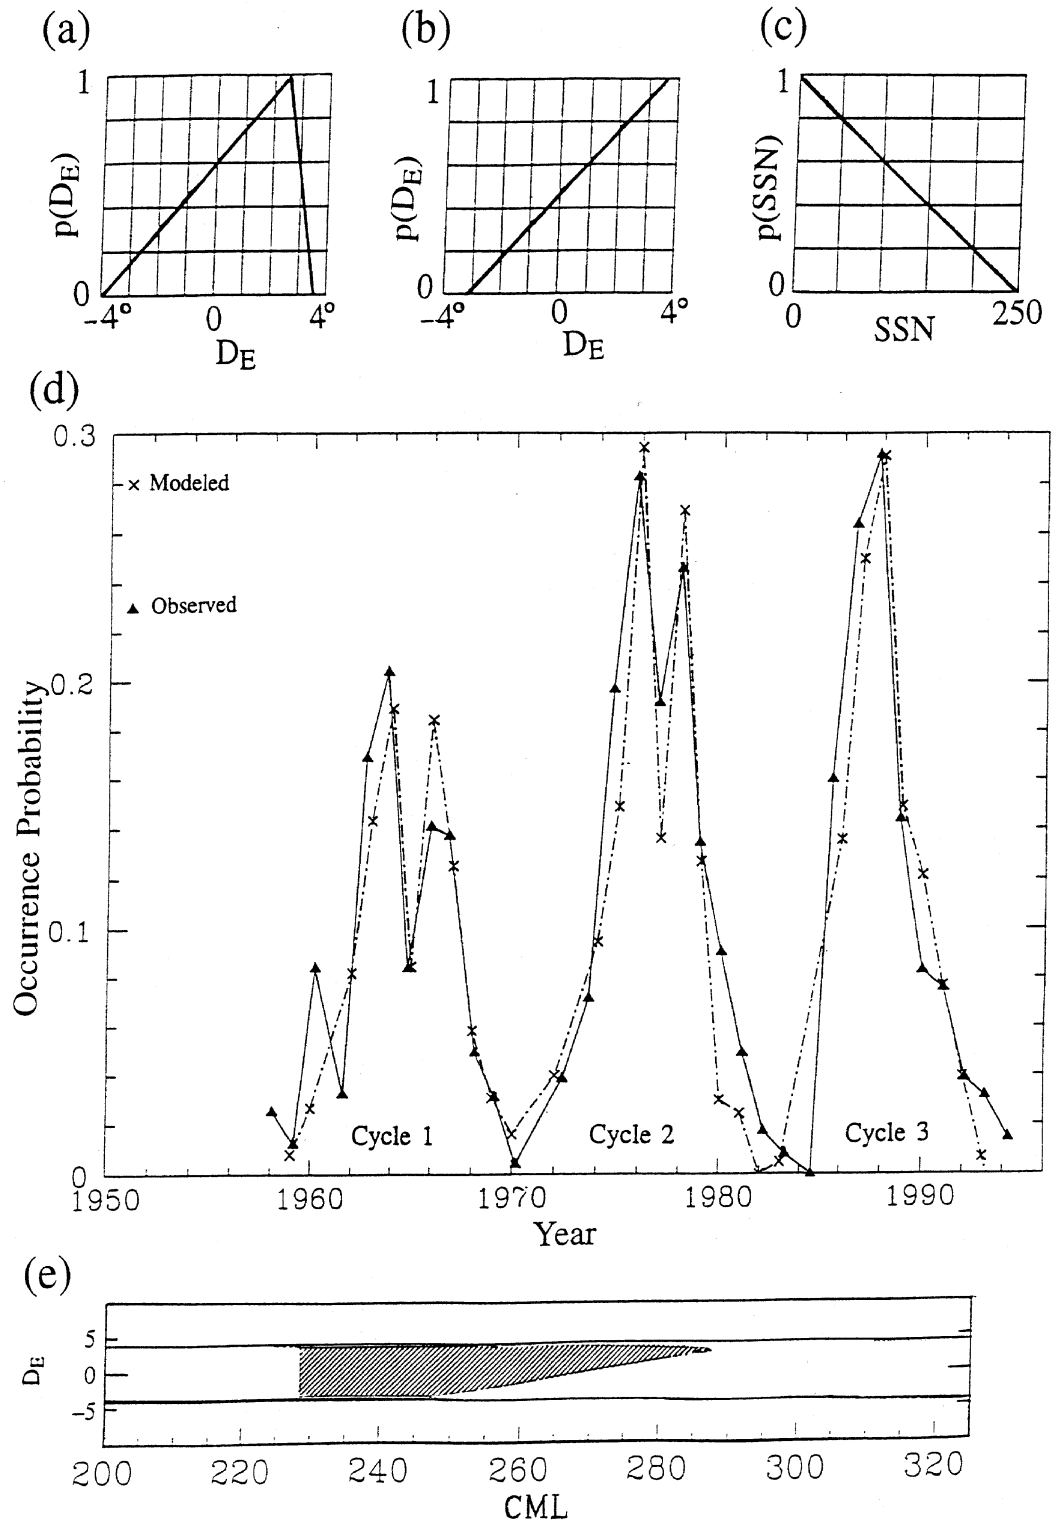 (a)
1
p(D_E)
0
-4° 0 4°
D_E
(b)
1
p(D_E)
0
-4° 0 4°
D_E
(c)
1
p(SSN)
0
0 250
SSN
(d)
0.3
0.2
0.1
0
Occurrence Probability
× Modeled
▲ Observed
Cycle 1
Cycle 2
Cycle 3
1950 1960 1970 1980 1990
Year
(e)
D_E
5
0
-5
200 220 240 260 280 300 320
CML